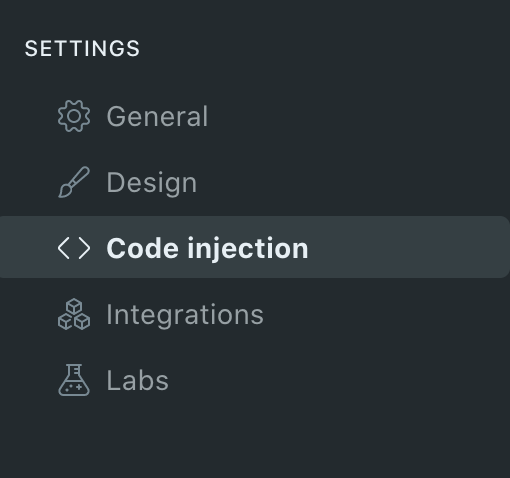 SETTINGS
General
Design
Code injection
Integrations
Labs